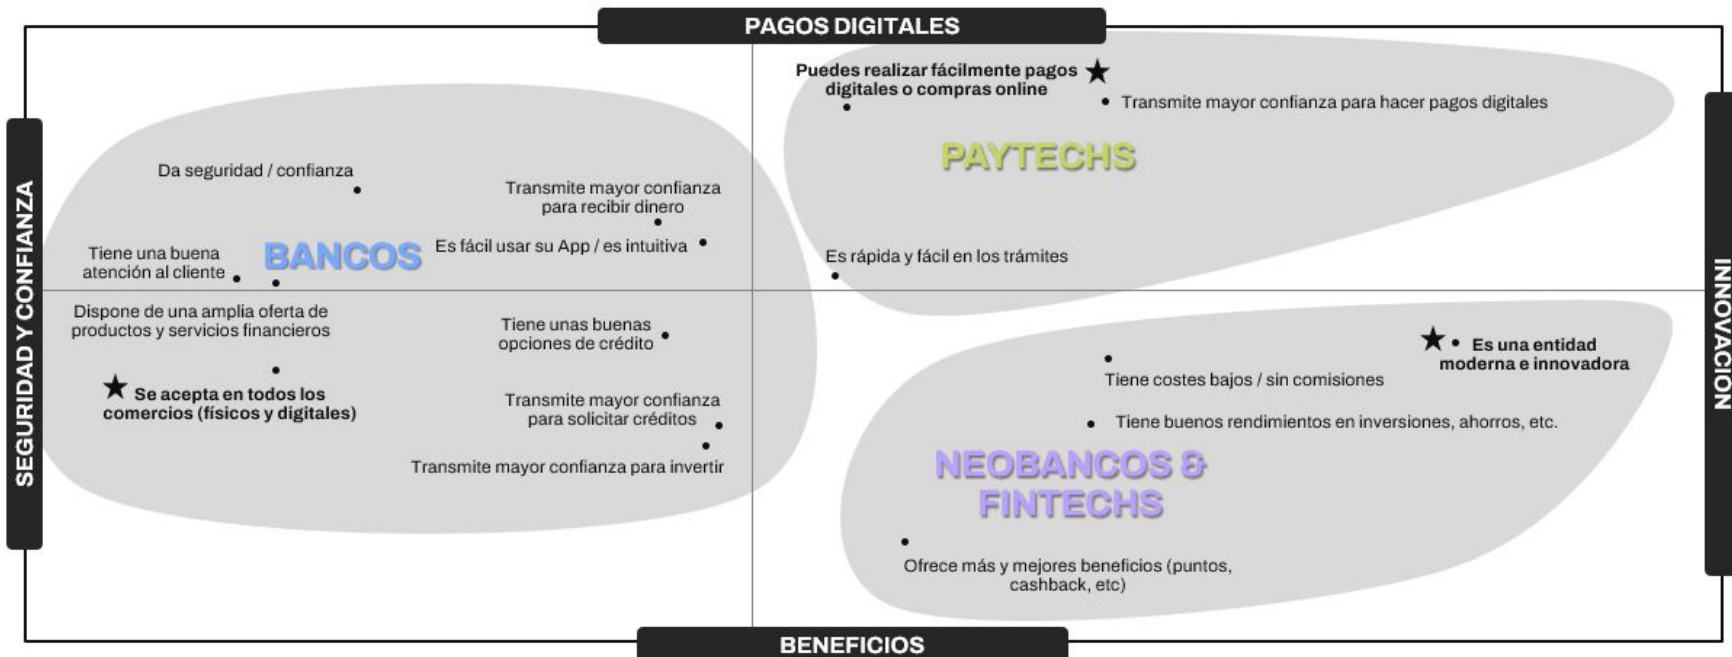 PAGOS DIGITALES
Puedes realizar fácilmente pagos
digitales o compras online
Transmite mayor confianza para hacer pagos digitales
PAYTECHS
Es rápida y fácil en los trámites
SEGURIDAD Y CONFIANZA
Da seguridad / confianza
Transmite mayor confianza
para recibir dinero
BANCOS
Es fácil usar su App / es intuitiva
Tiene una buena
atención al cliente
Dispone de una amplia oferta de
productos y servicios financieros
Tiene unas buenas
opciones de crédito
Se acepta en todos los
comercios (físicos y digitales)
Transmite mayor confianza
para solicitar créditos
Transmite mayor confianza para invertir
INNOVACIÓN
Es una entidad
moderna e innovadora
Tiene costes bajos / sin comisiones
Tiene buenos rendimientos en inversiones, ahorros, etc.
NEOBANCOS &
FINTECHS
Ofrece más y mejores beneficios (puntos,
cashback, etc)
BENEFICIOS